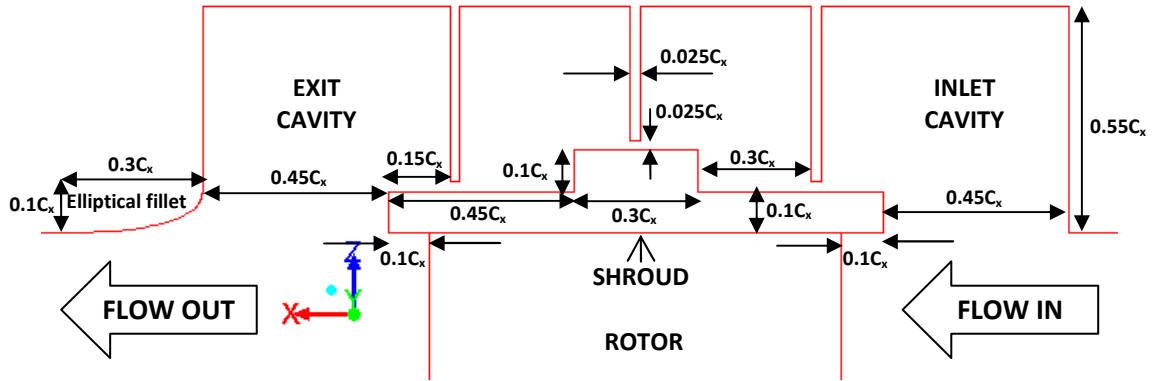 0.025Cₓ
EXIT
CAVITY
INLET
CAVITY
0.025Cₓ
0.55Cₓ
0.3Cₓ
0.15Cₓ
0.1Cₓ
0.3Cₓ
0.1Cₓ
Elliptical fillet
0.45Cₓ
0.45Cₓ
0.45Cₓ
0.3Cₓ
0.1Cₓ
0.1Cₓ
0.1Cₓ
SHROUD
Z
Y
X
FLOW OUT
FLOW IN
ROTOR